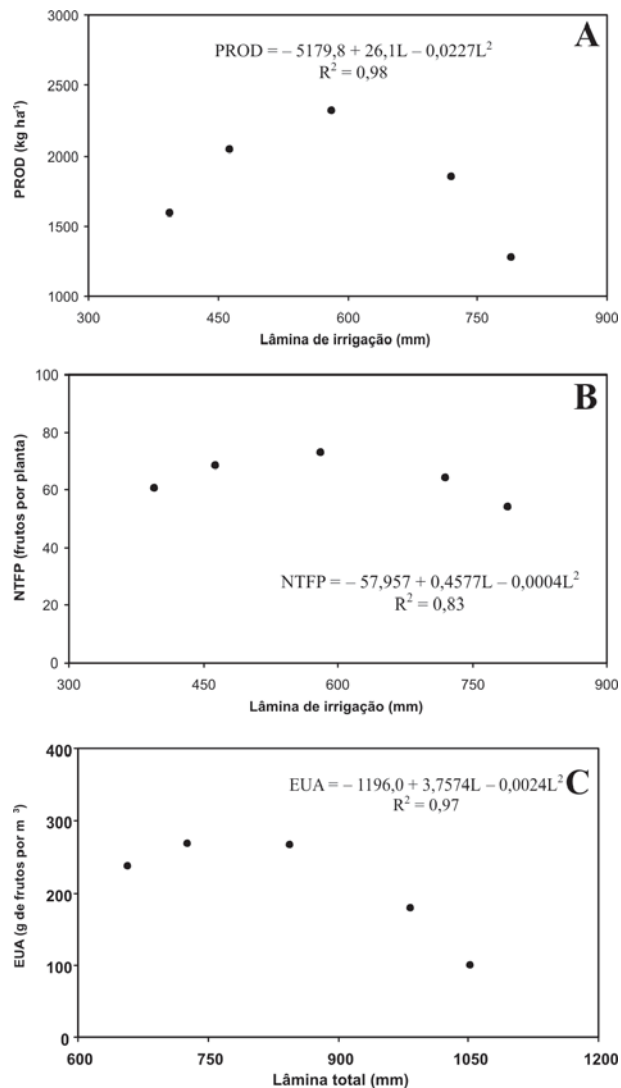 A
PROD = – 5179,8 + 26,1L – 0,0227L²
R² = 0,98
3000
2500
2000
1500
1000
PROD (kg ha⁻¹)
300 450 600 750 900
Lâmina de irrigação (mm)
B
100
80
60
40
20
0
NTFP (frutos por planta)
NTFP = – 57,957 + 0,4577L – 0,0004L²
R² = 0,83
300 450 600 750 900
Lâmina de irrigação (mm)
C
EUA = – 1196,0 + 3,7574L – 0,0024L²
R² = 0,97
400
300
200
100
0
EUA (g de frutos por m⁻³)
600 750 900 1050 1200
Lâmina total (mm)